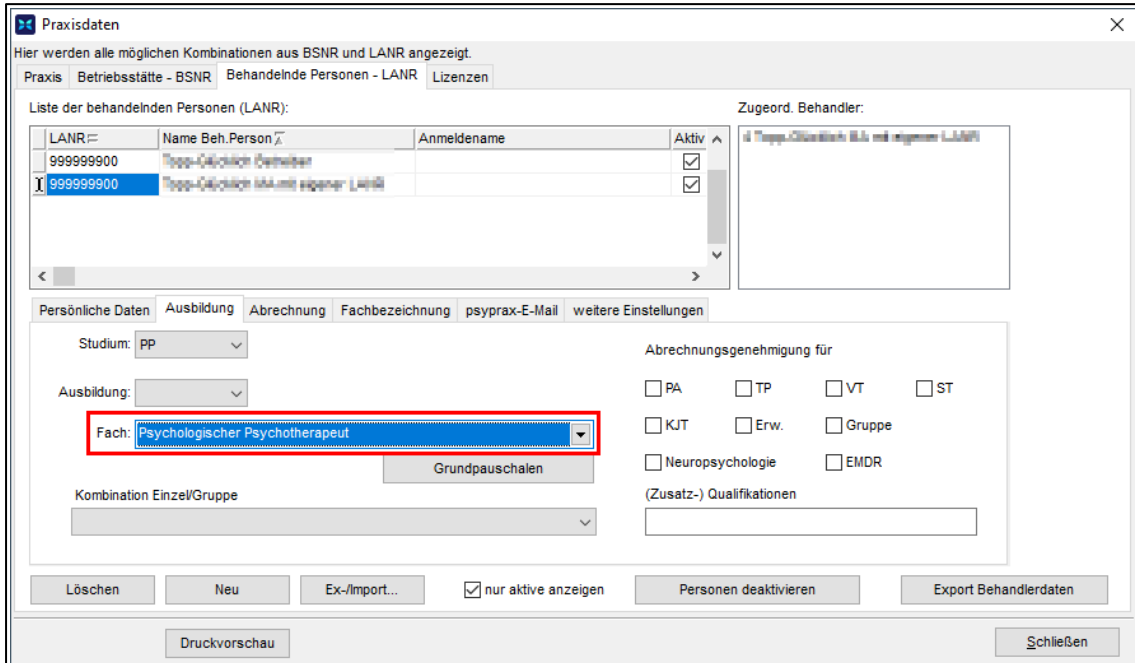 Praxisdaten
Hier werden alle möglichen Kombinationen aus BSNR und LANR angezeigt.
Praxis Betriebsstätte - BSNR Behandelnde Personen - LANR Lizenzen
Liste der behandelnden Personen (LANR): Zugeord. Behandler:
LANR Name Beh.Person Anmeldename Aktiv
999999900
999999900
Persönliche Daten Ausbildung Abrechnung Fachbezeichnung psyprax-E-Mail weitere Einstellungen
Studium: PP Abrechnungsgenehmigung für
Ausbildung: PA TP VT ST
Fach: Psychologischer Psychotherapeut KJT Erw. Gruppe
Grundpauschalen Neuropsychologie EMDR
Kombination Einzel/Gruppe (Zusatz-) Qualifikationen
Löschen Neu Ex-/Import... nur aktive anzeigen Personen deaktivieren Export Behandlerdaten
Druckvorschau Schließen